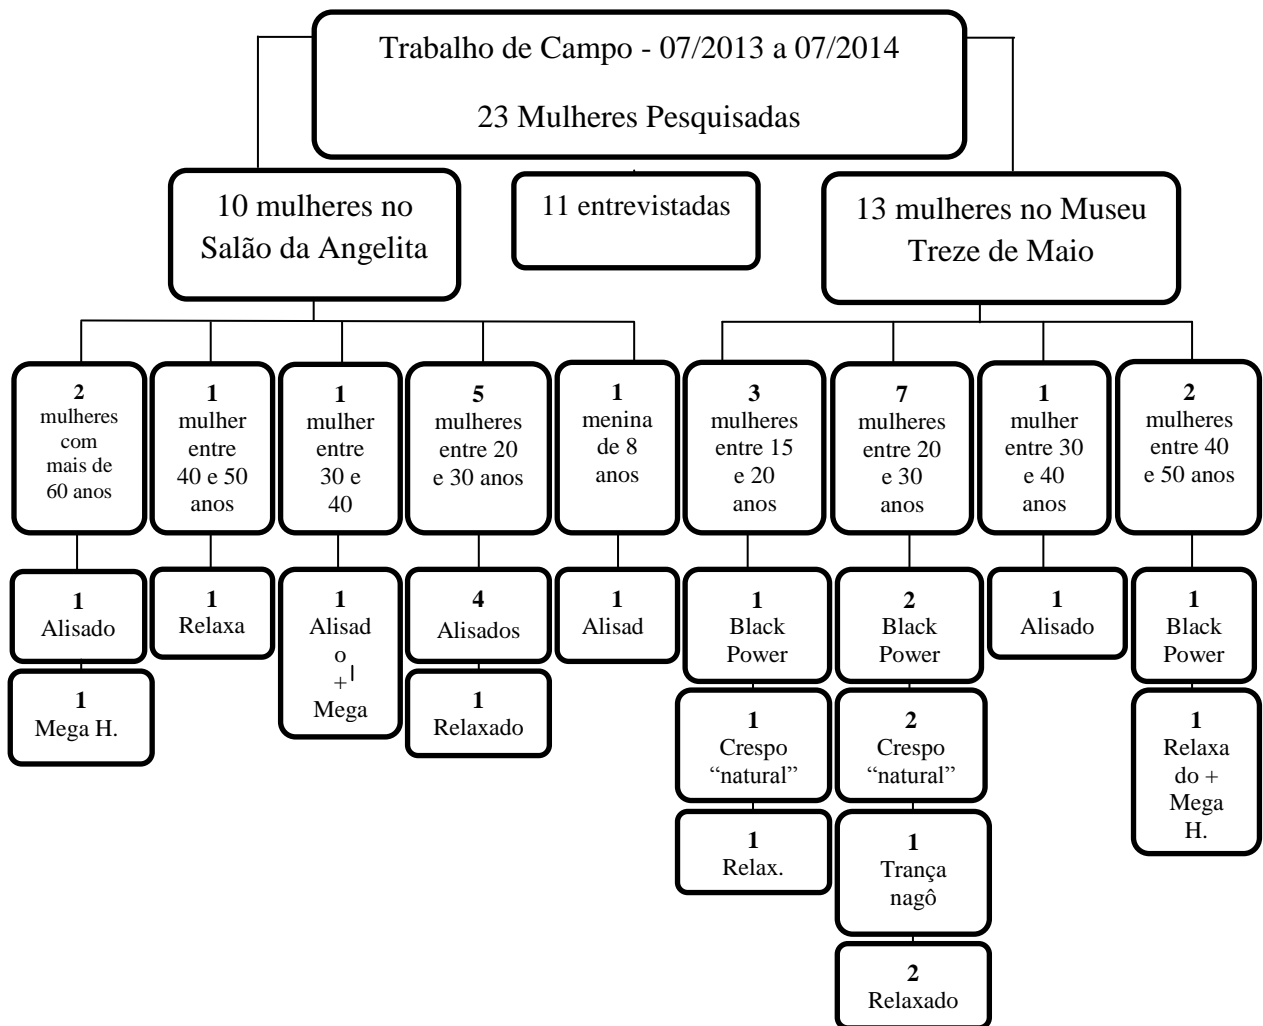 Trabalho de Campo - 07/2013 a 07/2014
23 Mulheres Pesquisadas
10 mulheres no
Salão da Angelita
11 entrevistadas
13 mulheres no Museu
Treze de Maio
2
mulheres
com
mais de
60 anos
1
mulher
entre
40 e 50
anos
1
mulher
entre
30 e
40
5
mulheres
entre 20
e 30 anos
1
menina
de 8
anos
3
mulheres
entre 15
e 20
anos
7
mulheres
entre 20
e 30
anos
1
mulher
entre 30
e 40
anos
2
mulheres
entre 40
e 50 anos
1
Alisado
1
Mega H.
1
Relaxa
1
Alisad
o
+
Mega
4
Alisados
1
Relaxado
1
Alisad
1
Black
Power
1
Crespo
“natural”
1
Relax.
2
Black
Power
2
Crespo
“natural”
1
Trança
nagô
2
Relaxado
1
Alisado
1
Black
Power
1
Relaxa
do +
Mega
H.